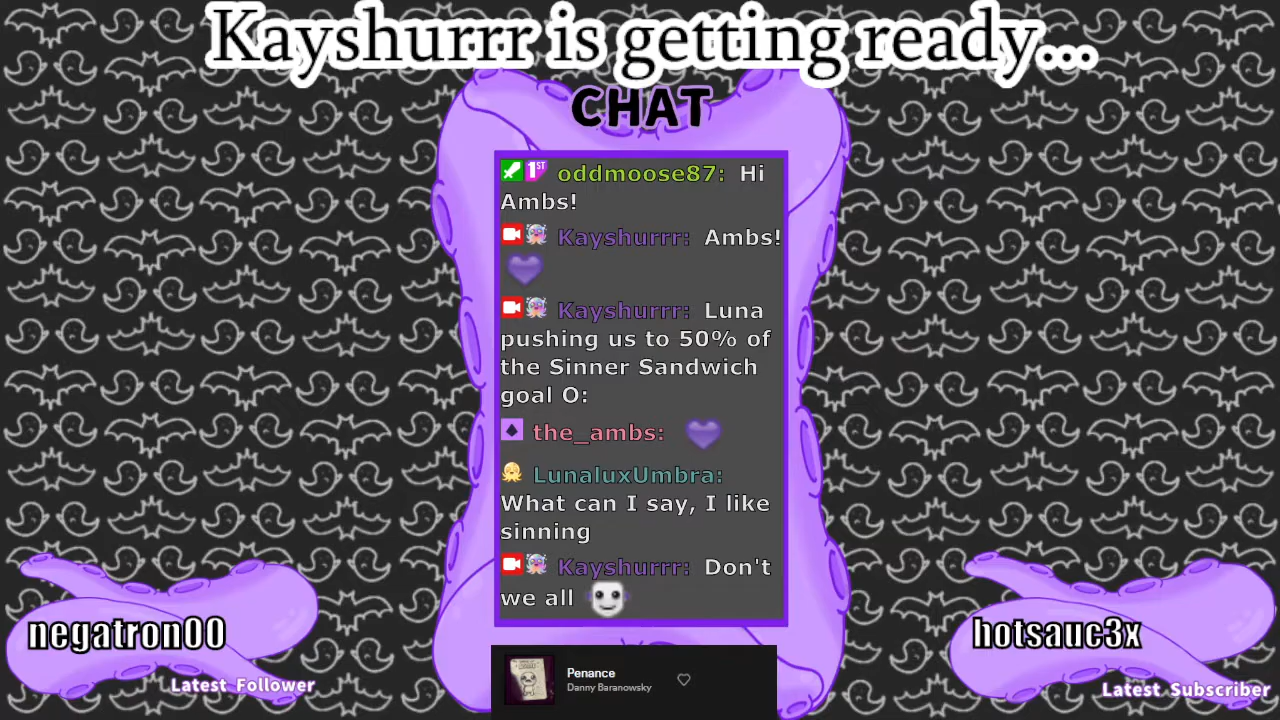 Kayshurrr is getting ready...
CHAT
1ST oddmoose87: Hi
Ambs!
Kayshurrr: Ambs!
Kayshurrr: Luna
pushing us to 50% of
the Sinner Sandwich
goal O:
the_ambs:
LunaluxUmbra:
What can I say, I like
sinning
Kayshurrr: Don't
we all
negatron00
Latest Follower
hotsauc3x
Latest Subscriber
Penance
Danny Baranowsky